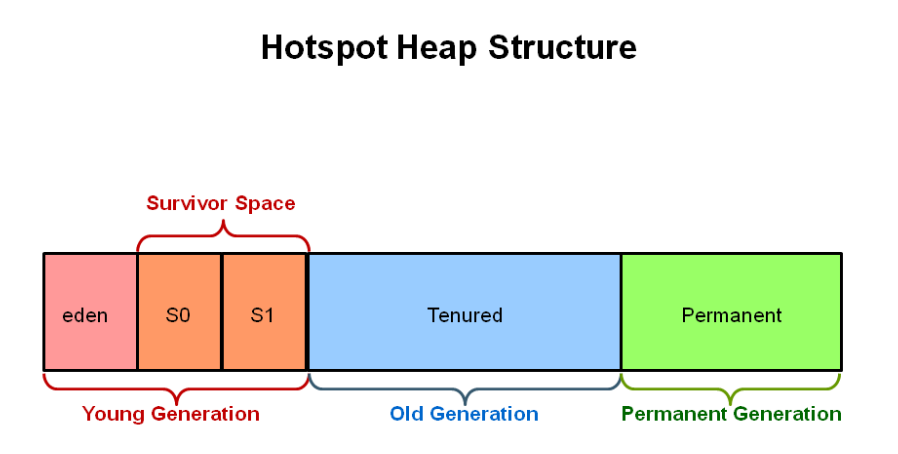 Hotspot Heap Structure
Survivor Space
eden S0 S1 Tenured Permanent
Young Generation Old Generation Permanent Generation